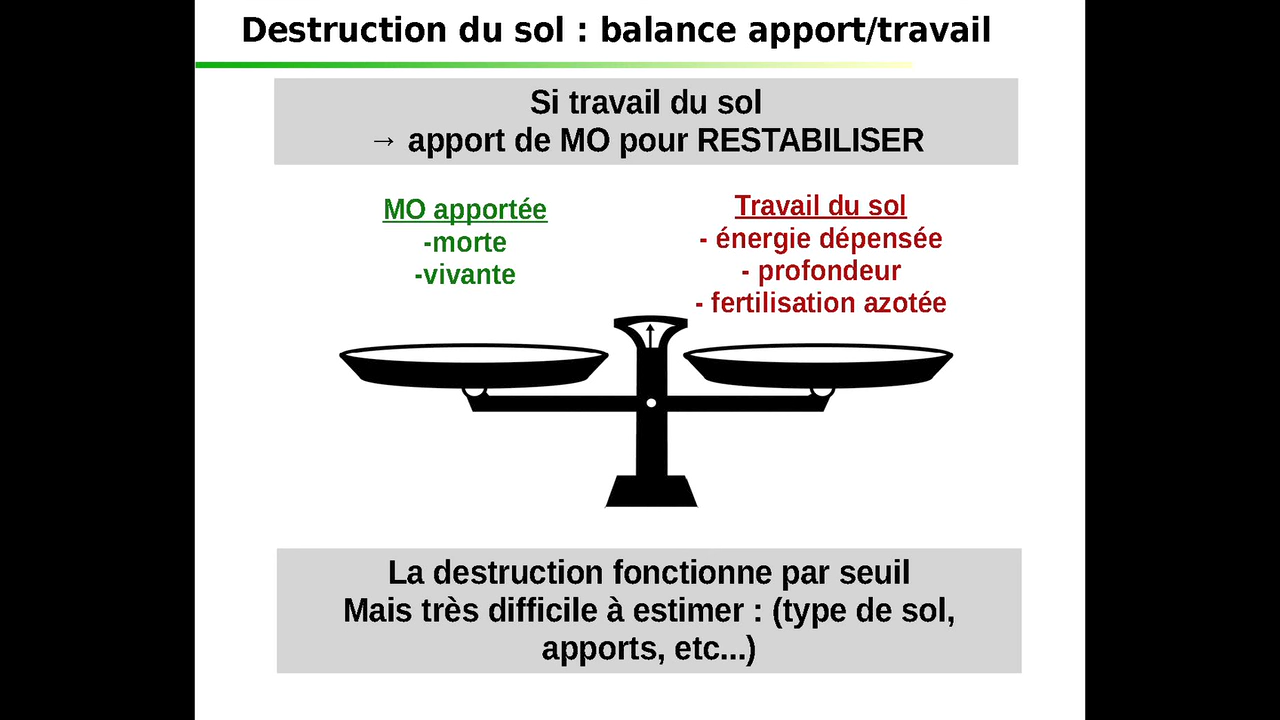 Destruction du sol : balance apport/travail
Si travail du sol
→ apport de MO pour RESTABILISER
MO apportée
-morte
-vivante
Travail du sol
- énergie dépensée
- profondeur
- fertilisation azotée
La destruction fonctionne par seuil
Mais très difficile à estimer : (type de sol,
apports, etc...)